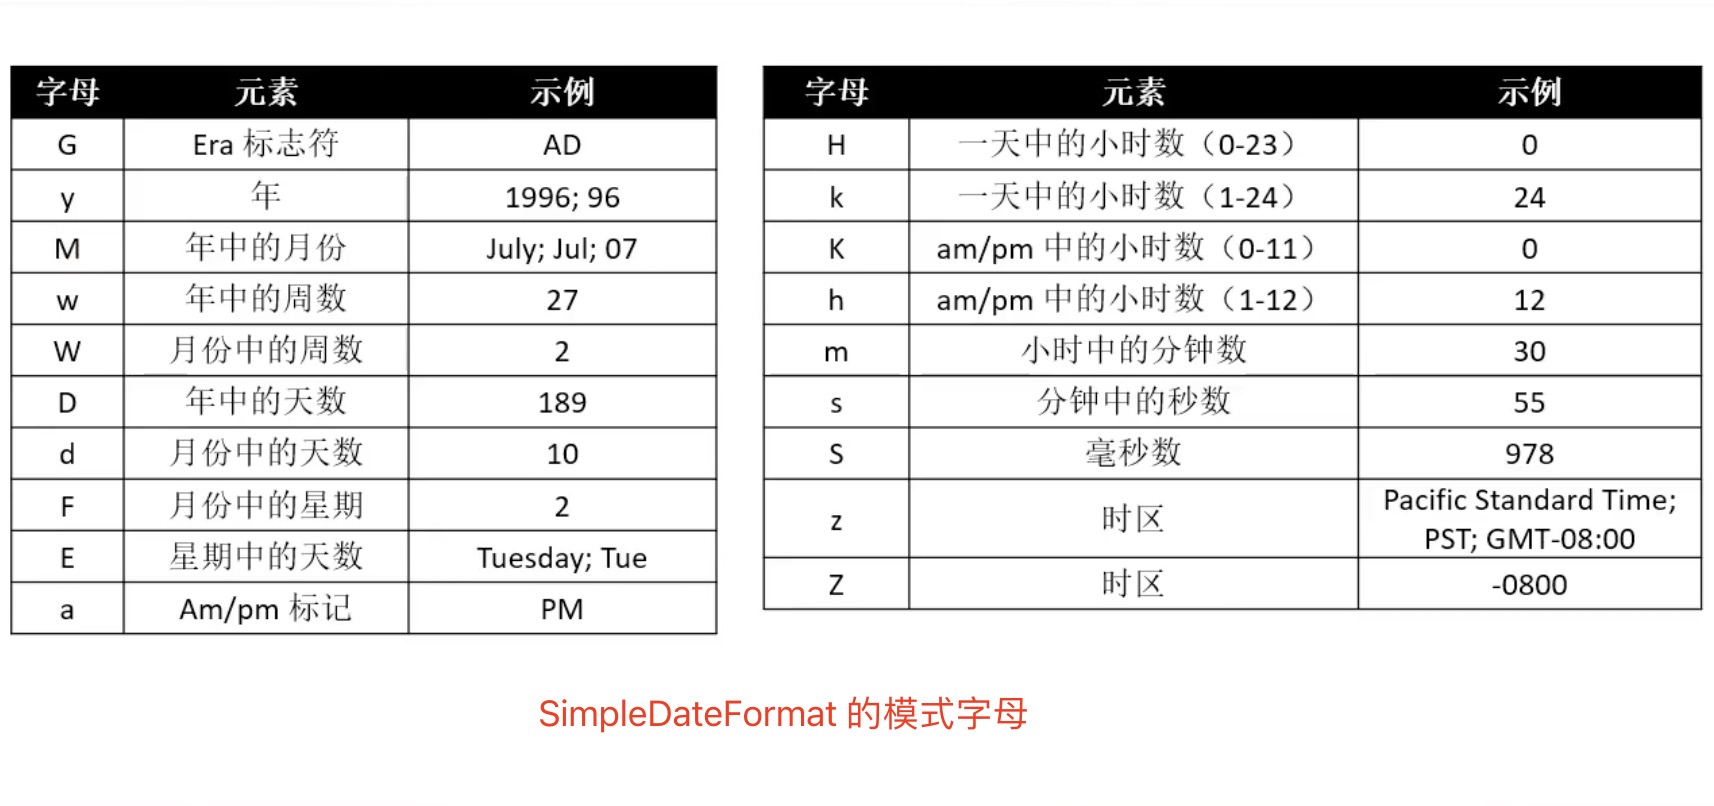 字母 元素 示例
G Era 标志符 AD
y 年 1996; 96
M 年中的月份 July; Jul; 07
w 年中的周数 27
W 月份中的周数 2
D 年中的天数 189
d 月份中的天数 10
F 月份中的星期 2
E 星期中的天数 Tuesday; Tue
a Am/pm 标记 PM
字母 元素 示例
H 一天中的小时数（0-23） 0
k 一天中的小时数（1-24） 24
K am/pm 中的小时数（0-11） 0
h am/pm 中的小时数（1-12） 12
m 小时中的分钟数 30
s 分钟中的秒数 55
S 毫秒数 978
z 时区 Pacific Standard Time;
PST; GMT-08:00
Z 时区 -0800
SimpleDateFormat 的模式字母